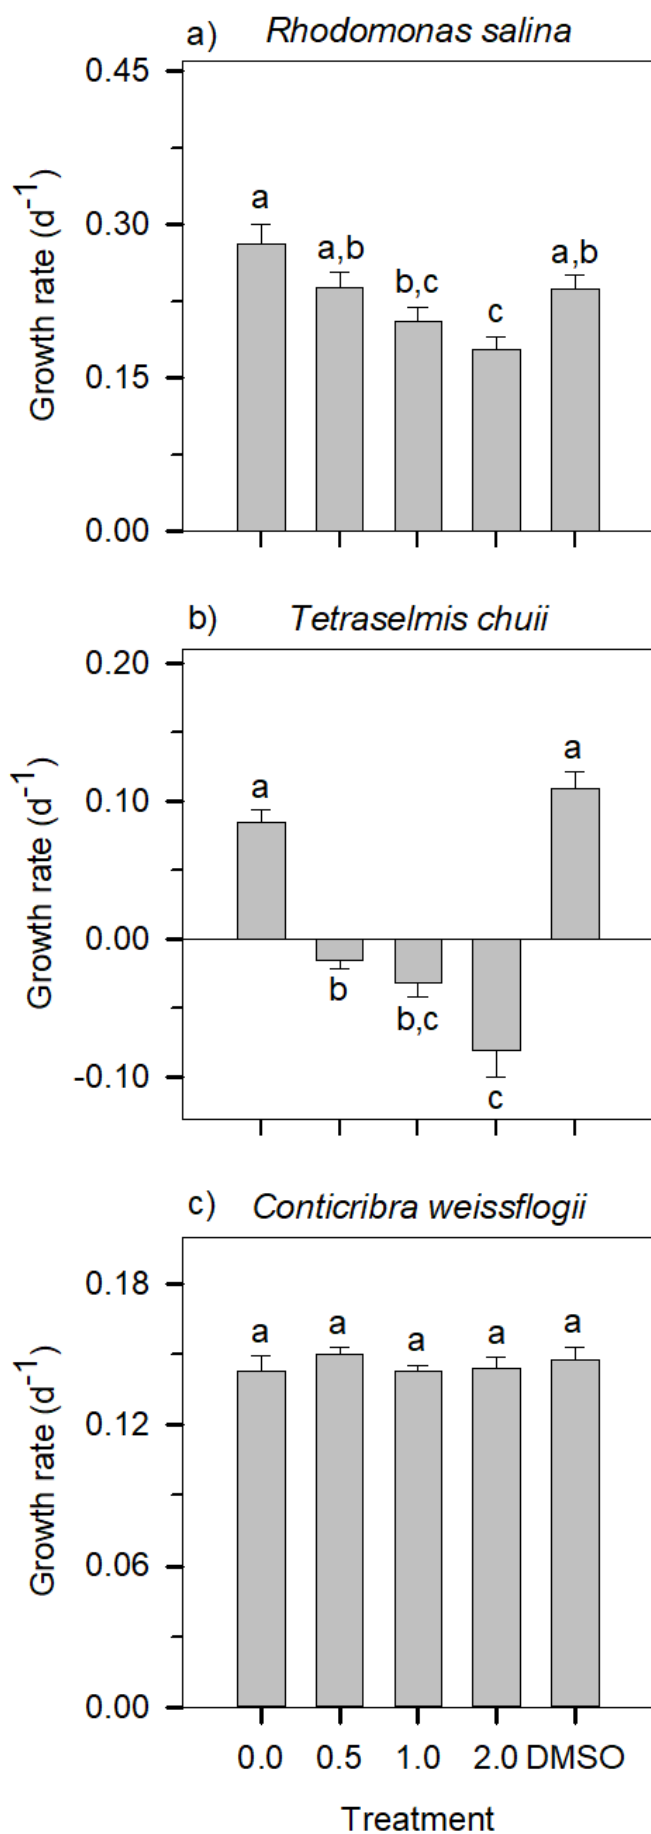 a) Rhodomonas salina
0.45
0.30
0.15
0.00
Growth rate (d⁻¹)
a
a,b
b,c
c
a,b
b) Tetraselmis chuii
0.20
0.10
0.00
-0.10
Growth rate (d⁻¹)
a
b
b,c
c
a
c) Conticribra weissflogii
0.18
0.12
0.06
0.00
Growth rate (d⁻¹)
a
a
a
a
a
0.0 0.5 1.0 2.0 DMSO
Treatment